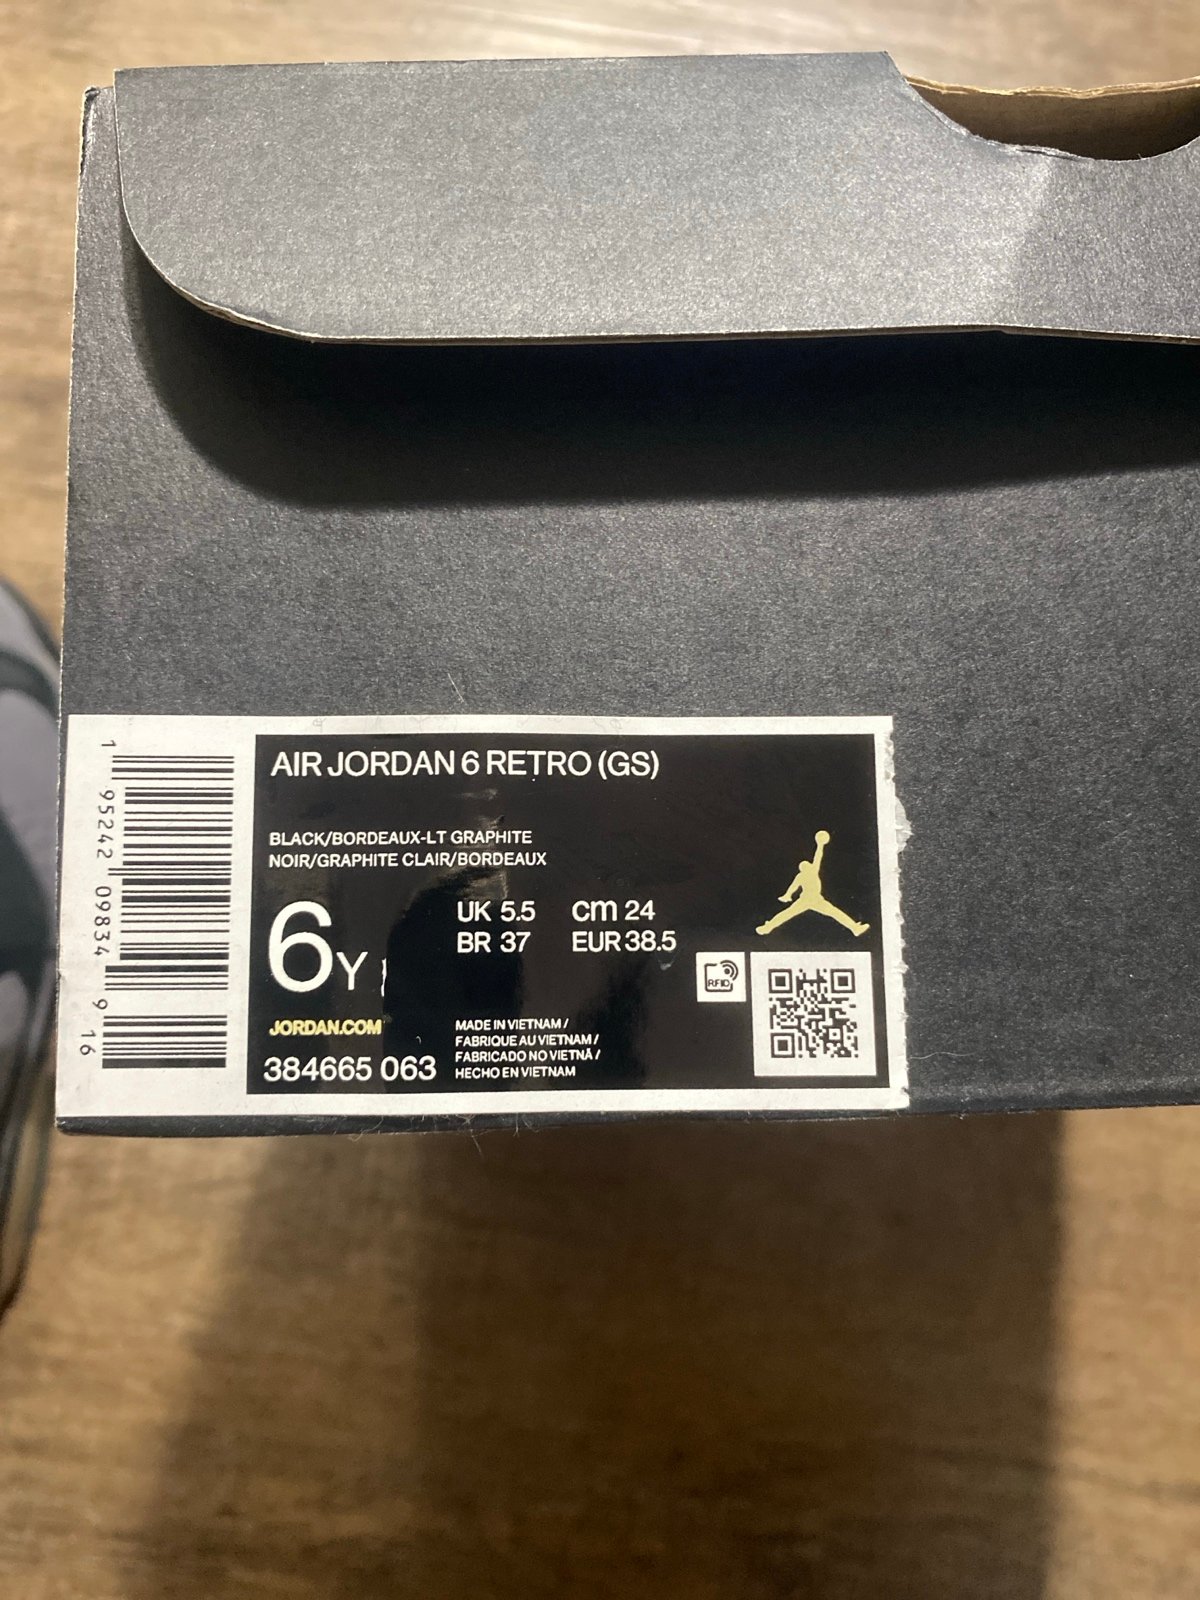 AIR JORDAN 6 RETRO (GS)
BLACK/BORDEAUX-LT GRAPHITE
NOIR/GRAPHITE CLAIR/BORDEAUX
6Y
UK 5.5 cm 24
BR 37 EUR 38.5
RFID
JORDAN.COM
384665 063
MADE IN VIETNAM /
FABRIQUE AU VIETNAM /
FABRICADO NO VIETNÃ /
HECHO EN VIETNAM
1 95242 09834 9 16